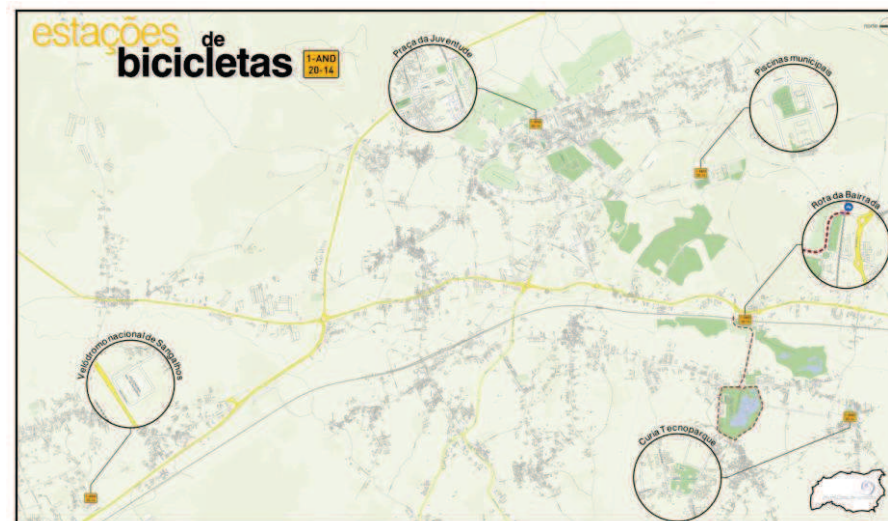 estações de
bicicletas
1-AND
20-14
Praça da Juventude
Piscinas municipais
Rota da Bairrada
Velódromo nacional de Sangalhos
Curia Tecnoparque